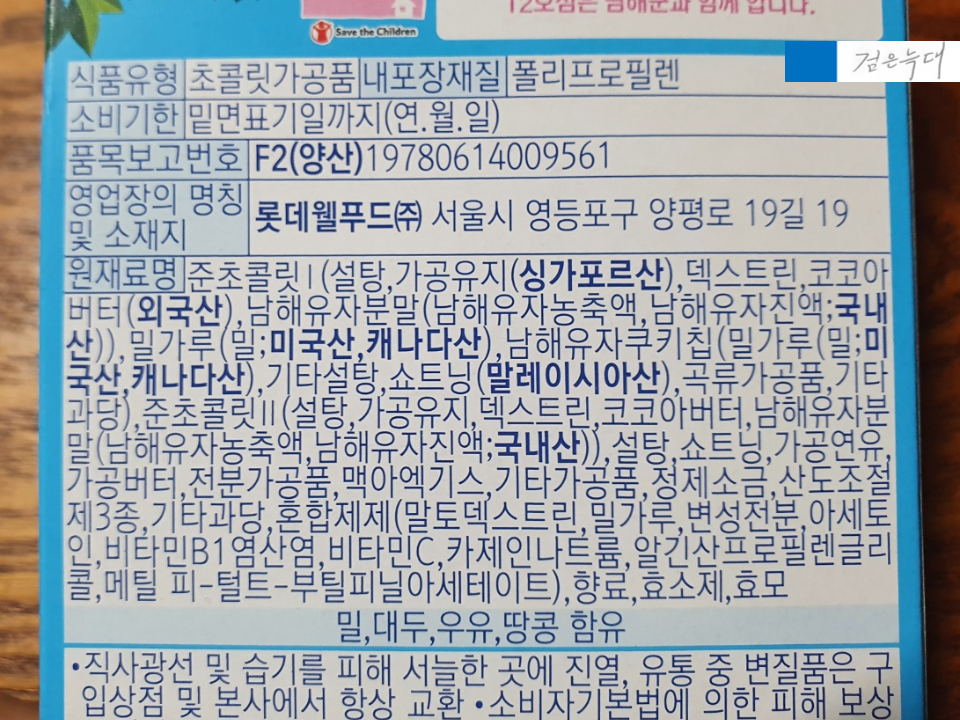 12호점은 남해군과 함께 합니다.
Save the Children
검은늑대
식품유형 초콜릿가공품 내포장재질 폴리프로필렌
소비기한 밑면표기일까지(연.월.일)
품목보고번호 F2(양산)19780614009561
영업장의 명칭 및 소재지 롯데웰푸드㈜ 서울시 영등포구 양평로 19길 19
원재료명 준초콜릿Ⅰ(설탕,가공유지(싱가포르산),덱스트린,코코아
버터(외국산),남해유자분말(남해유자농축액,남해유자진액;국내
산)),밀가루(밀;미국산,캐나다산),남해유자쿠키칩(밀가루(밀;미
국산,캐나다산),기타설탕,쇼트닝(말레이시아산),곡류가공품,기타
과당),준초콜릿Ⅱ(설탕,가공유지,덱스트린,코코아버터,남해유자분
말(남해유자농축액,남해유자진액;국내산)),설탕,쇼트닝,가공연유,
가공버터,전분가공품,맥아엑기스,기타가공품,정제소금,산도조절
제3종,기타과당,혼합제제(말토덱스트린,밀가루,변성전분,아세토
인,비타민B1염산염,비타민C,카제인나트륨,알긴산프로필렌글리
콜,메틸 피-털트-부틸피닐아세테이트),향료,효소제,효모
밀,대두,우유,땅콩 함유
•직사광선 및 습기를 피해 서늘한 곳에 진열, 유통 중 변질품은 구
입상점 및 본사에서 항상 교환 •소비자기본법에 의한 피해 보상